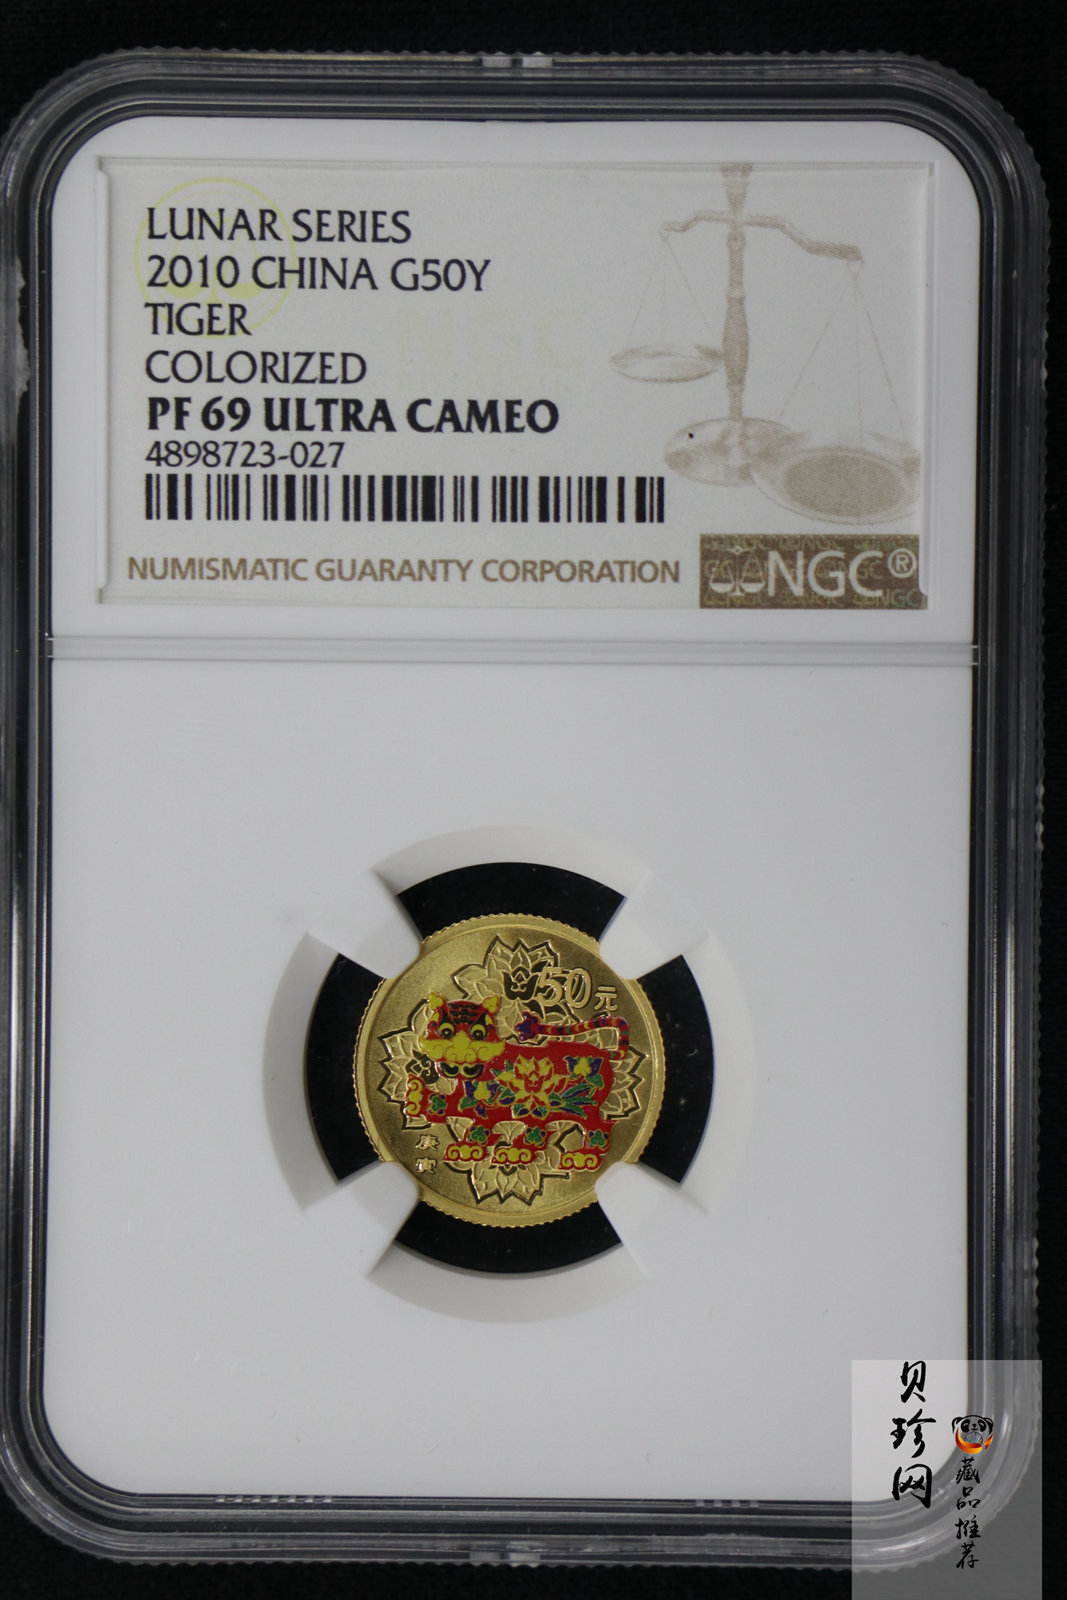 LUNAR SERIES
2010 CHINA G50Y
TIGER
COLORIZED
PF 69 ULTRA CAMEO
4898723-027
NUMISMATIC GUARANTY CORPORATION
NGC®
50元
庚寅
贝珍网
藏品推荐